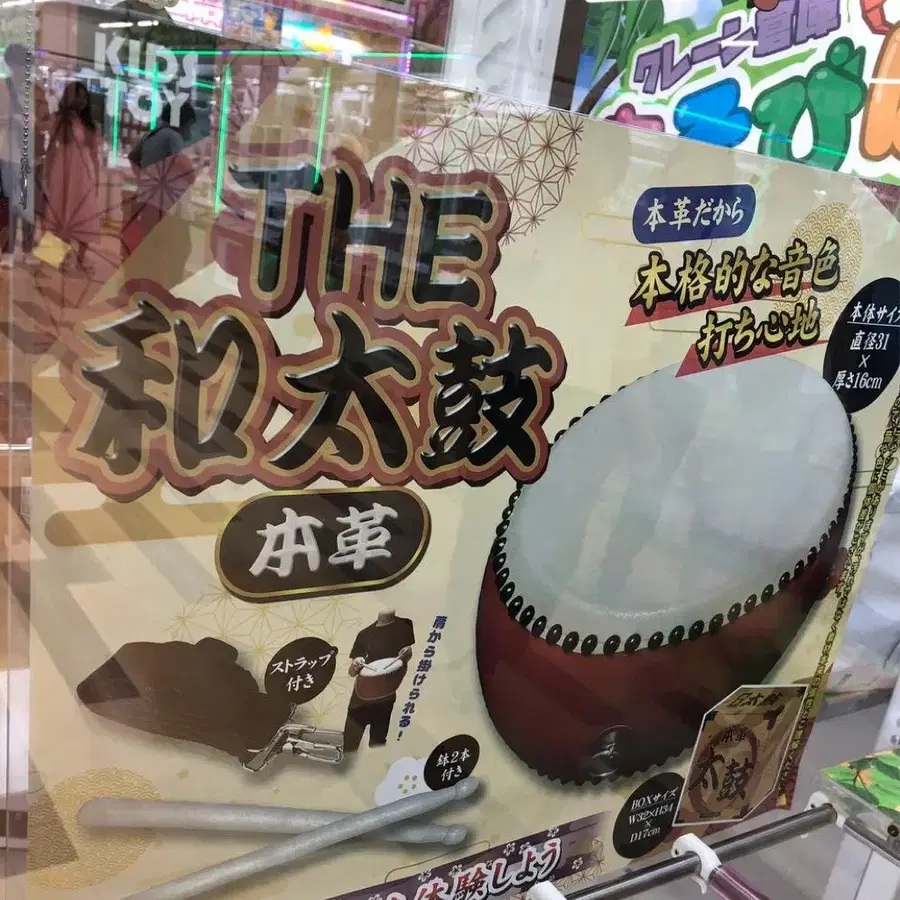 KIDS
TOY
クレーン倉庫
THE
和太鼓
本革
本革だから
本格的な音色
打ち心地
本体サイズ
直径31
×
厚さ16cm
ストラップ
付き
肩から掛けられる!
鉢2本
付き
BOXサイズ
W32×H34
×
D17cm
本革
太鼓
体験しよう